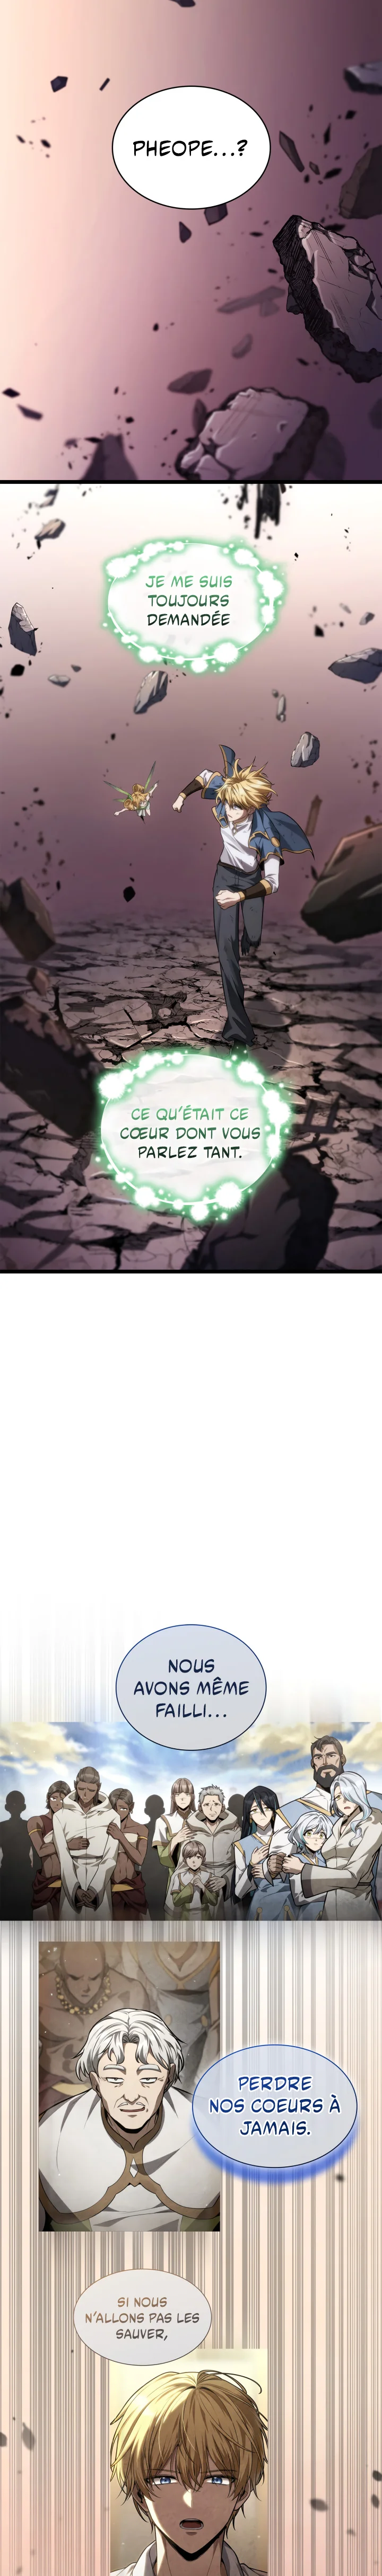 PHEOPE...?
JE ME SUIS
TOUJOURS
DEMANDÉE
CE QU'ÉTAIT CE
CŒUR DONT VOUS
PARLEZ TANT.
NOUS
AVONS MÊME
FAILLI...
PERDRE
NOS COEURS À
JAMAIS.
SI NOUS
N'ALLONS PAS LES
SAUVER,